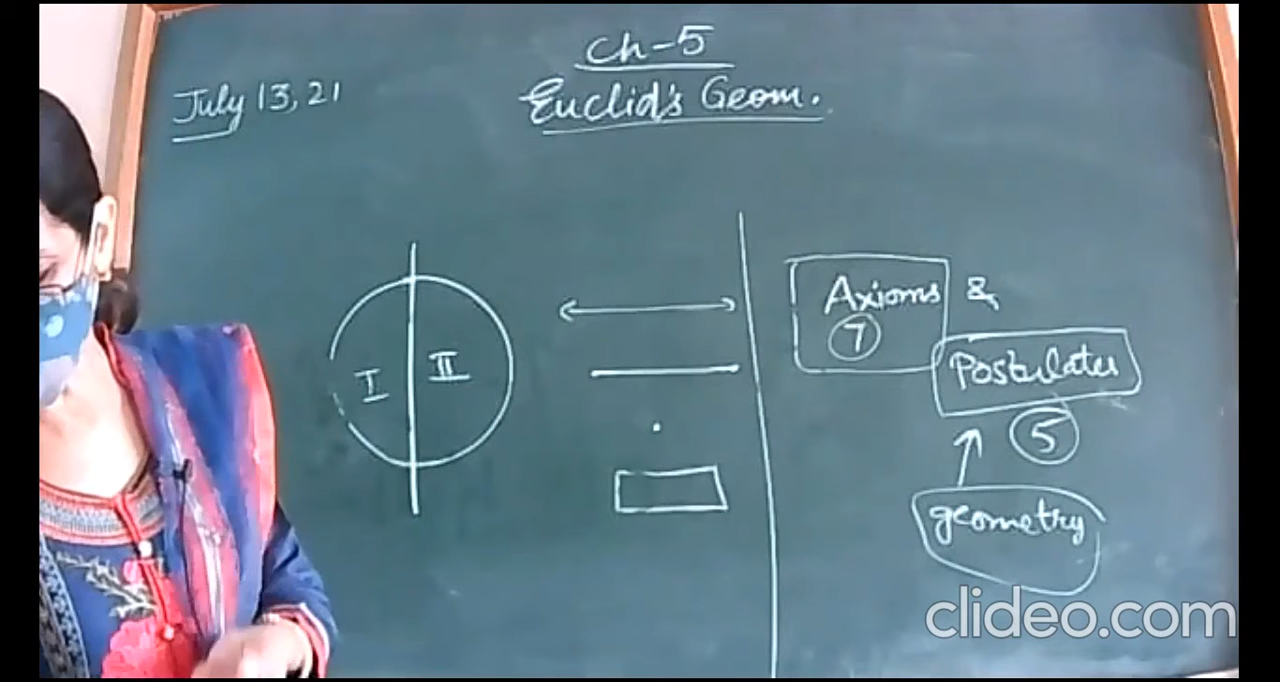 Ch-5
July 13, 21
Euclid's Geom.
I
II
Axioms &
7
Postulates
5
geometry
clideo.com